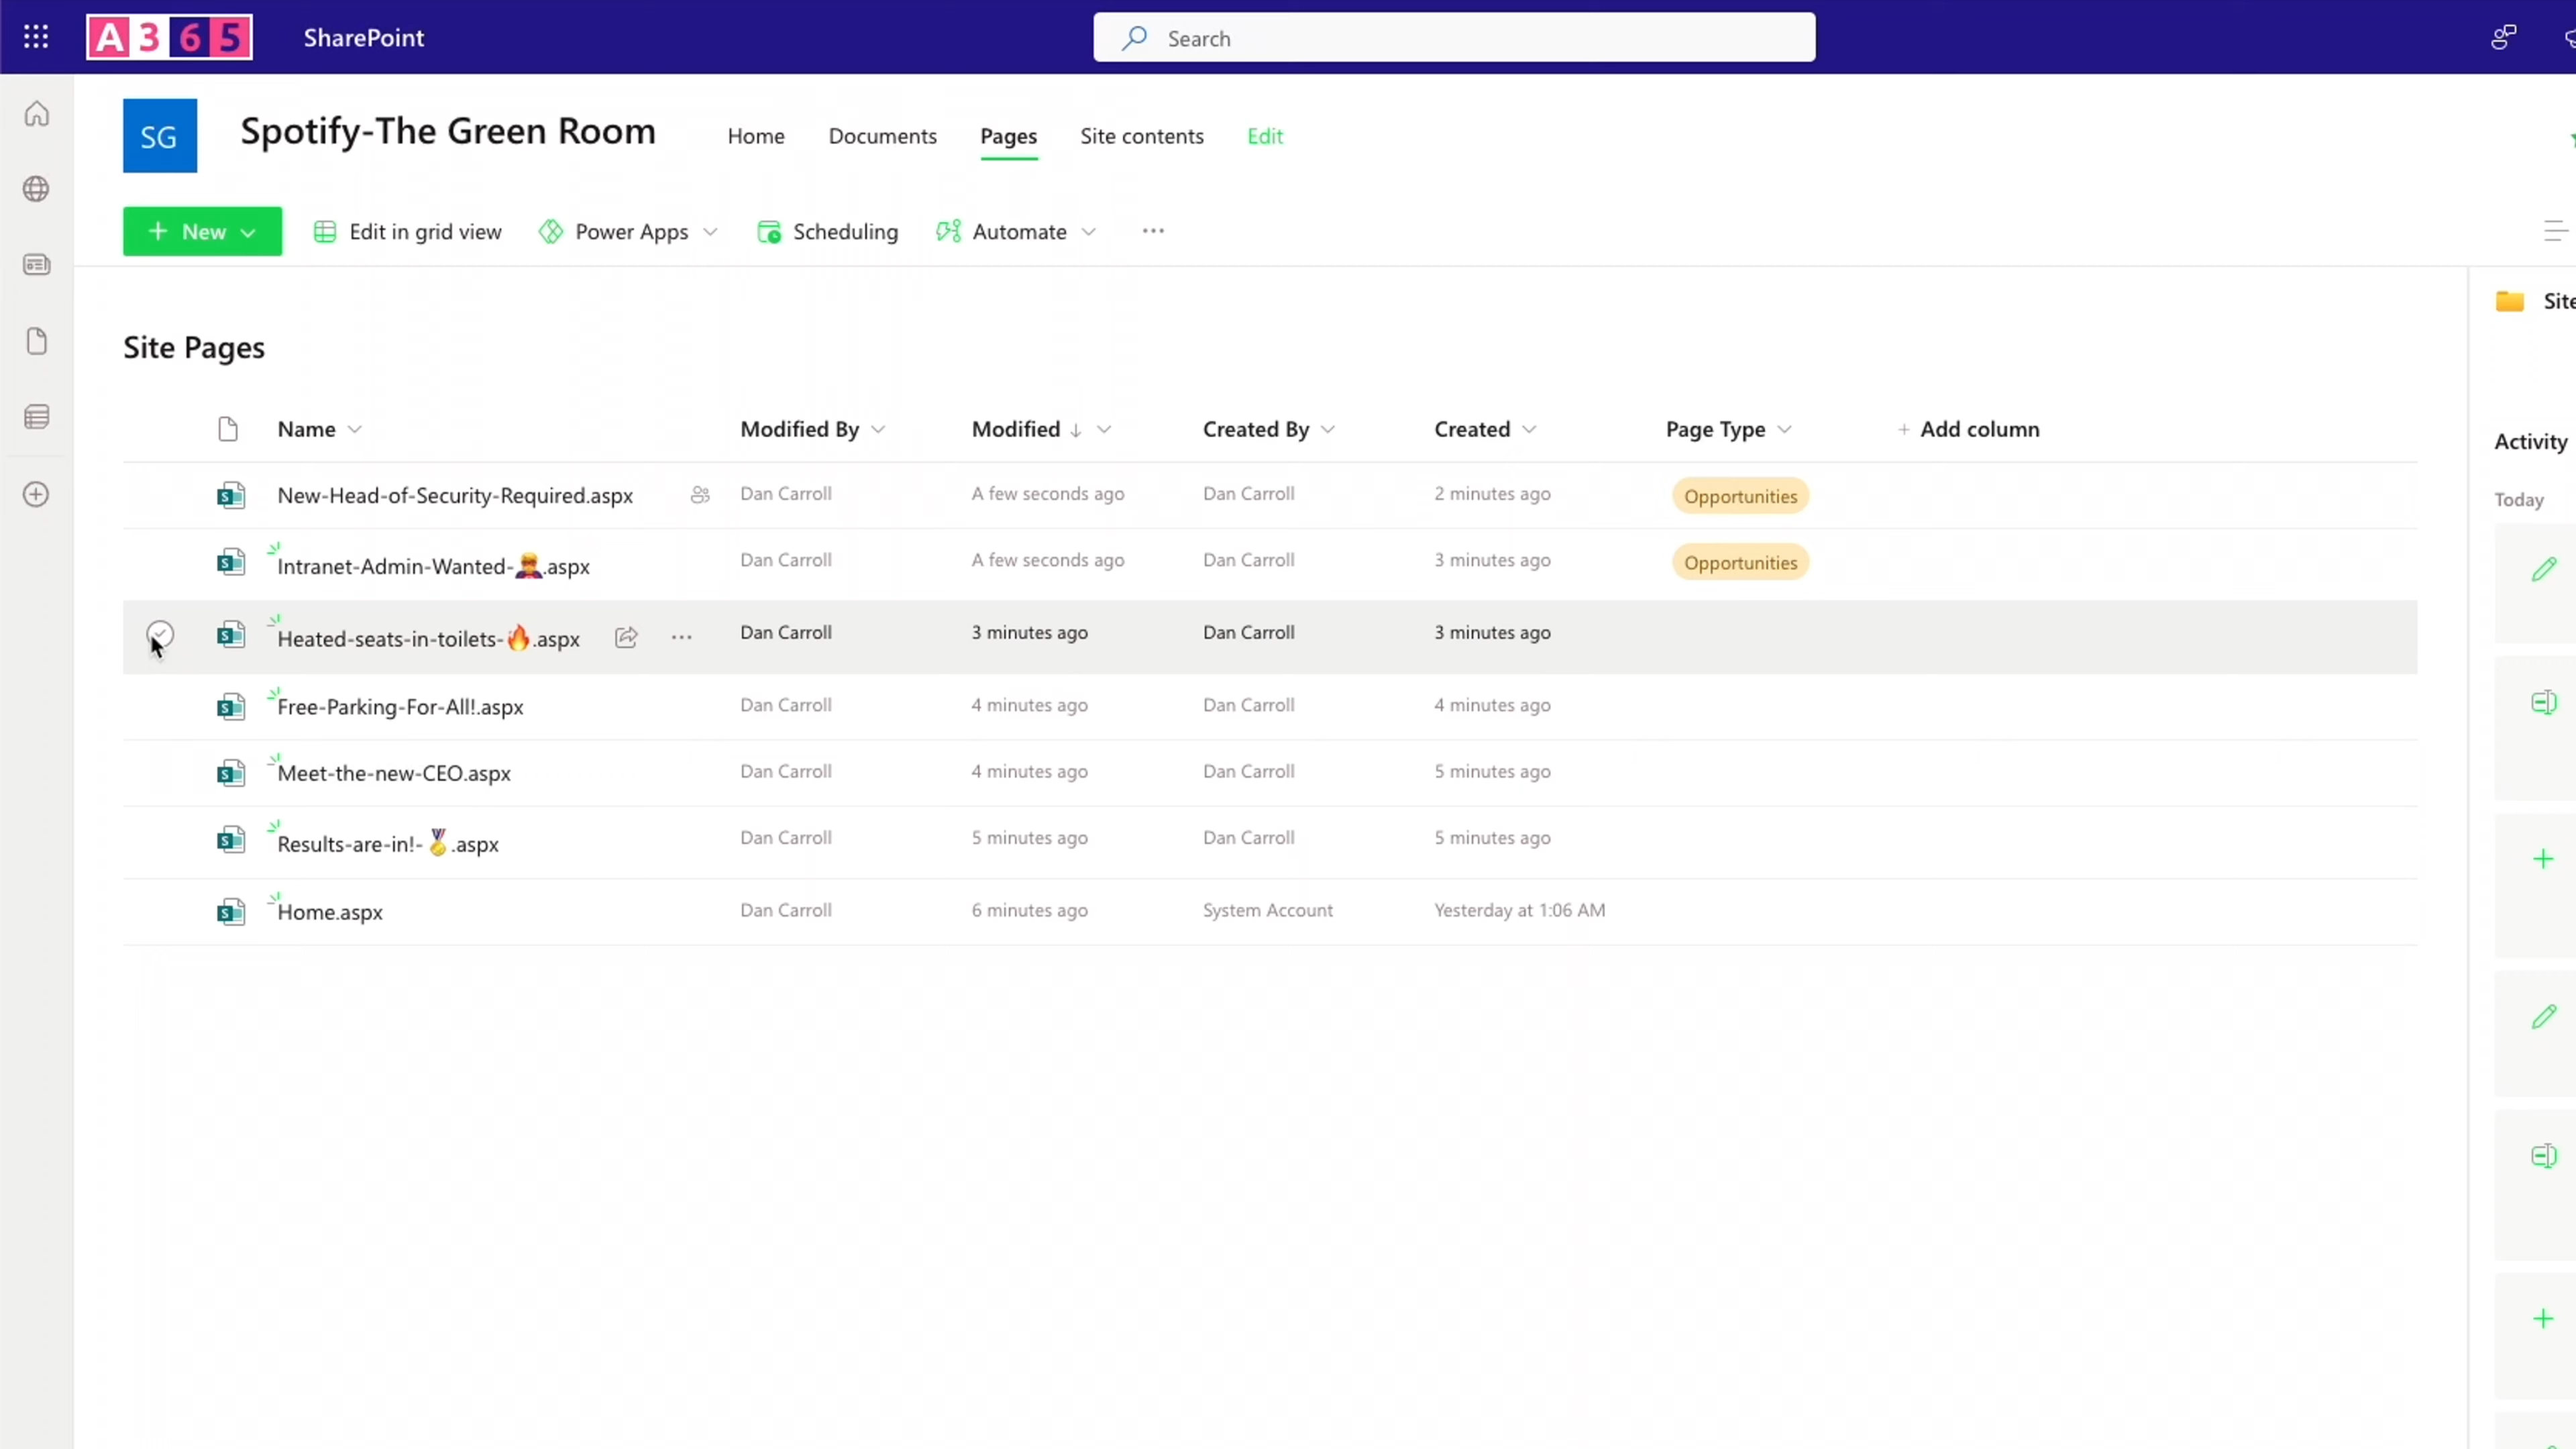 A365 SharePoint Search
SG Spotify-The Green Room Home Documents Pages Site contents Edit
+ New Edit in grid view Power Apps Scheduling Automate ...
Site Pages
Name Modified By Modified ↓ Created By Created Page Type + Add column
New-Head-of-Security-Required.aspx Dan Carroll A few seconds ago Dan Carroll 2 minutes ago Opportunities
Intranet-Admin-Wanted-🦸.aspx Dan Carroll A few seconds ago Dan Carroll 3 minutes ago Opportunities
Heated-seats-in-toilets-🔥.aspx ... Dan Carroll 3 minutes ago Dan Carroll 3 minutes ago
Free-Parking-For-All!.aspx Dan Carroll 4 minutes ago Dan Carroll 4 minutes ago
Meet-the-new-CEO.aspx Dan Carroll 4 minutes ago Dan Carroll 5 minutes ago
Results-are-in!-🏅.aspx Dan Carroll 5 minutes ago Dan Carroll 5 minutes ago
Home.aspx Dan Carroll 6 minutes ago System Account Yesterday at 1:06 AM
Site
Activity
Today